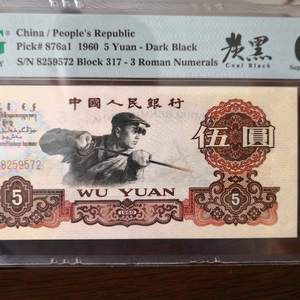 China / People's Republic
Pick# 876a1 1960 5 Yuan - Dark Black
S/N 8259572 Block 317 - 3 Roman Numerals
炭黑
Coal Black
中國人民銀行
8259572
伍圓
5
WU YUAN
1960
5